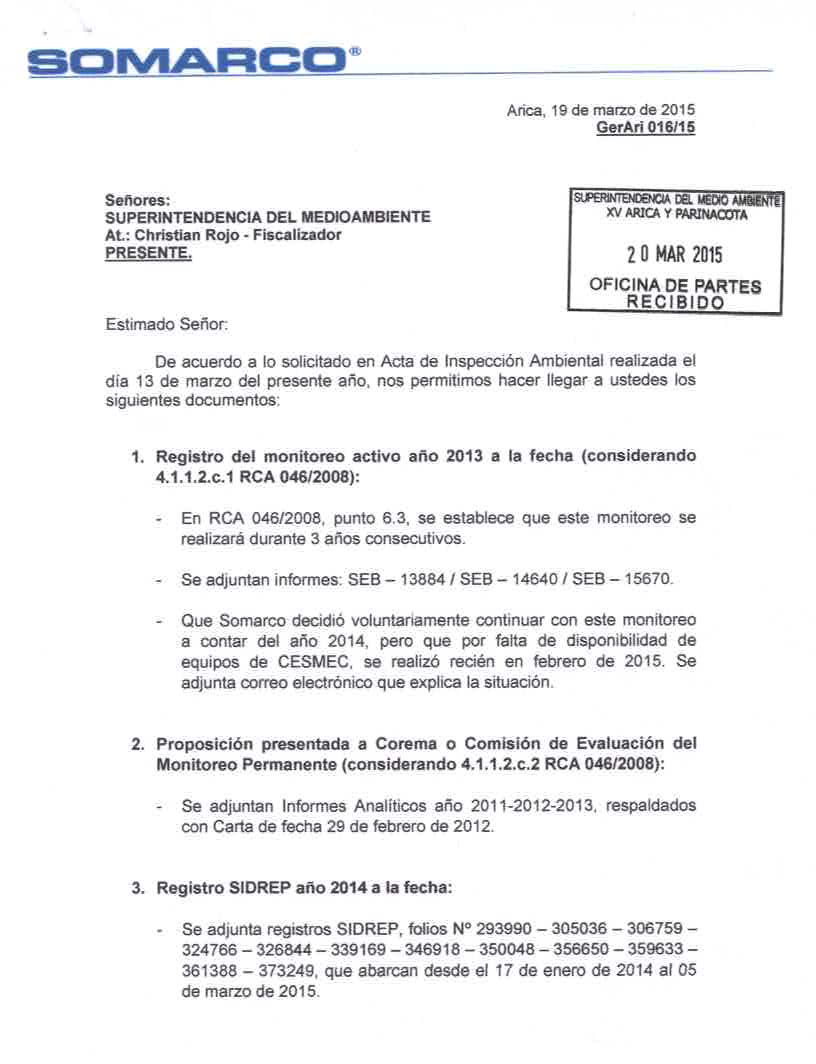 SOMARCO®
Arica, 19 de marzo de 2015
GerAri 016/15
Señores:
SUPERINTENDENCIA DEL MEDIOAMBIENTE
At.: Christian Rojo - Fiscalizador
PRESENTE.
SUPERINTENDENCIA DEL MEDIO AMBIENTE
XV ARICA Y PARINACOTA
20 MAR 2015
OFICINA DE PARTES
RECIBIDO
Estimado Señor:
De acuerdo a lo solicitado en Acta de Inspección Ambiental realizada el
día 13 de marzo del presente año, nos permitimos hacer llegar a ustedes los
siguientes documentos:
1. Registro del monitoreo activo año 2013 a la fecha (considerando
4.1.1.2.c.1 RCA 046/2008):
- En RCA 046/2008, punto 6.3, se establece que este monitoreo se
realizará durante 3 años consecutivos.
- Se adjuntan informes: SEB – 13884 / SEB – 14640 / SEB – 15670.
- Que Somarco decidió voluntariamente continuar con este monitoreo
a contar del año 2014, pero que por falta de disponibilidad de
equipos de CESMEC, se realizó recién en febrero de 2015. Se
adjunta correo electrónico que explica la situación.
2. Proposición presentada a Corema o Comisión de Evaluación del
Monitoreo Permanente (considerando 4.1.1.2.c.2 RCA 046/2008):
- Se adjuntan Informes Analíticos año 2011-2012-2013, respaldados
con Carta de fecha 29 de febrero de 2012.
3. Registro SIDREP año 2014 a la fecha:
- Se adjunta registros SIDREP, folios Nº 293990 – 305036 – 306759 –
324766 – 326844 – 339169 – 346918 – 350048 – 356650 – 359633 –
361388 – 373249, que abarcan desde el 17 de enero de 2014 al 05
de marzo de 2015.